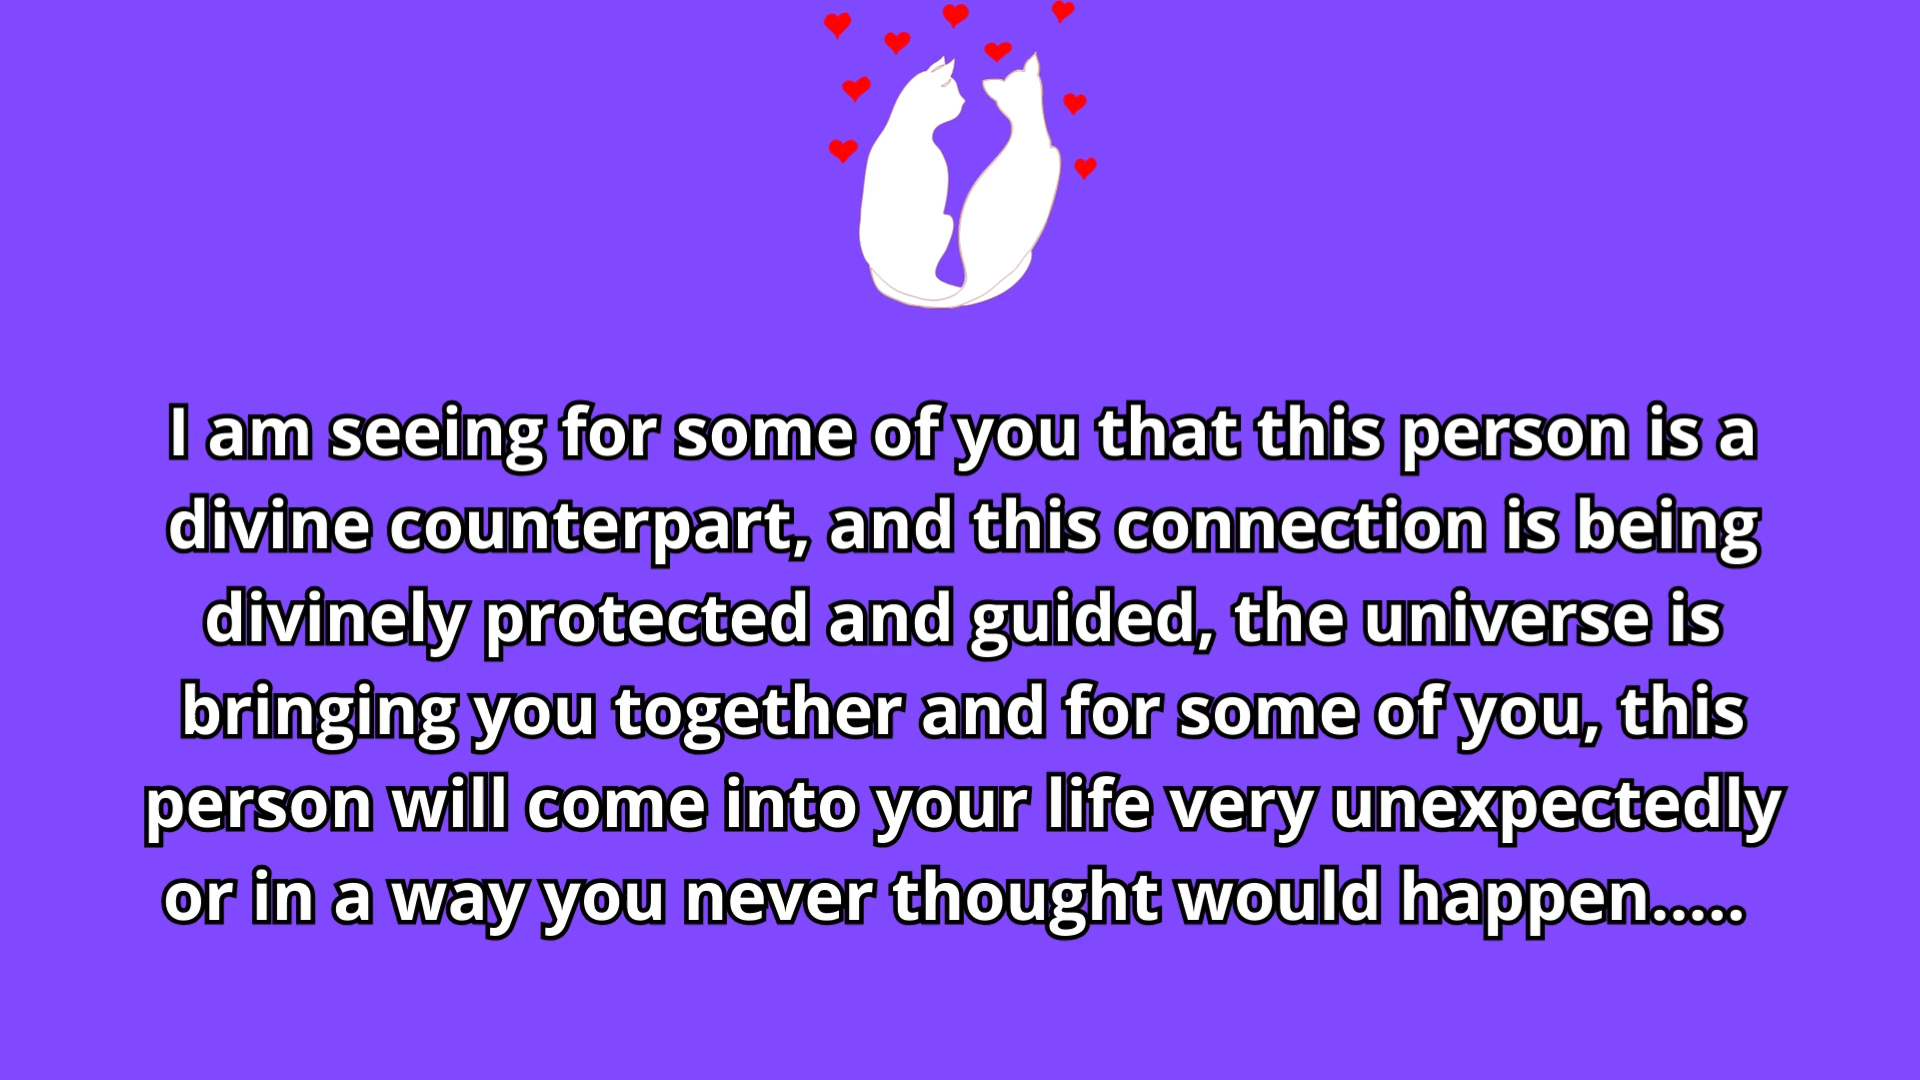 I am seeing for some of you that this person is a
divine counterpart, and this connection is being
divinely protected and guided, the universe is
bringing you together and for some of you, this
person will come into your life very unexpectedly
or in a way you never thought would happen.....